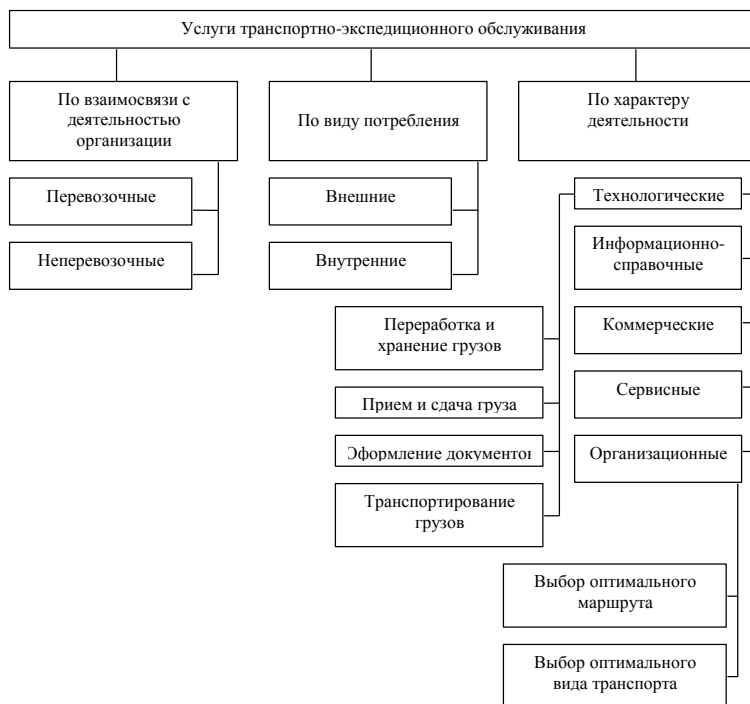 Услуги транспортно-экспедиционного обслуживания
По взаимосвязи с
деятельностью
организации
По виду потребления
По характеру
деятельности
Перевозочные
Неперевозочные
Внешние
Внутренние
Технологические
Информационно-
справочные
Коммерческие
Сервисные
Организационные
Переработка и
хранение грузов
Прием и сдача груза
Оформление документов
Транспортирование
грузов
Выбор оптимального
маршрута
Выбор оптимального
вида транспорта